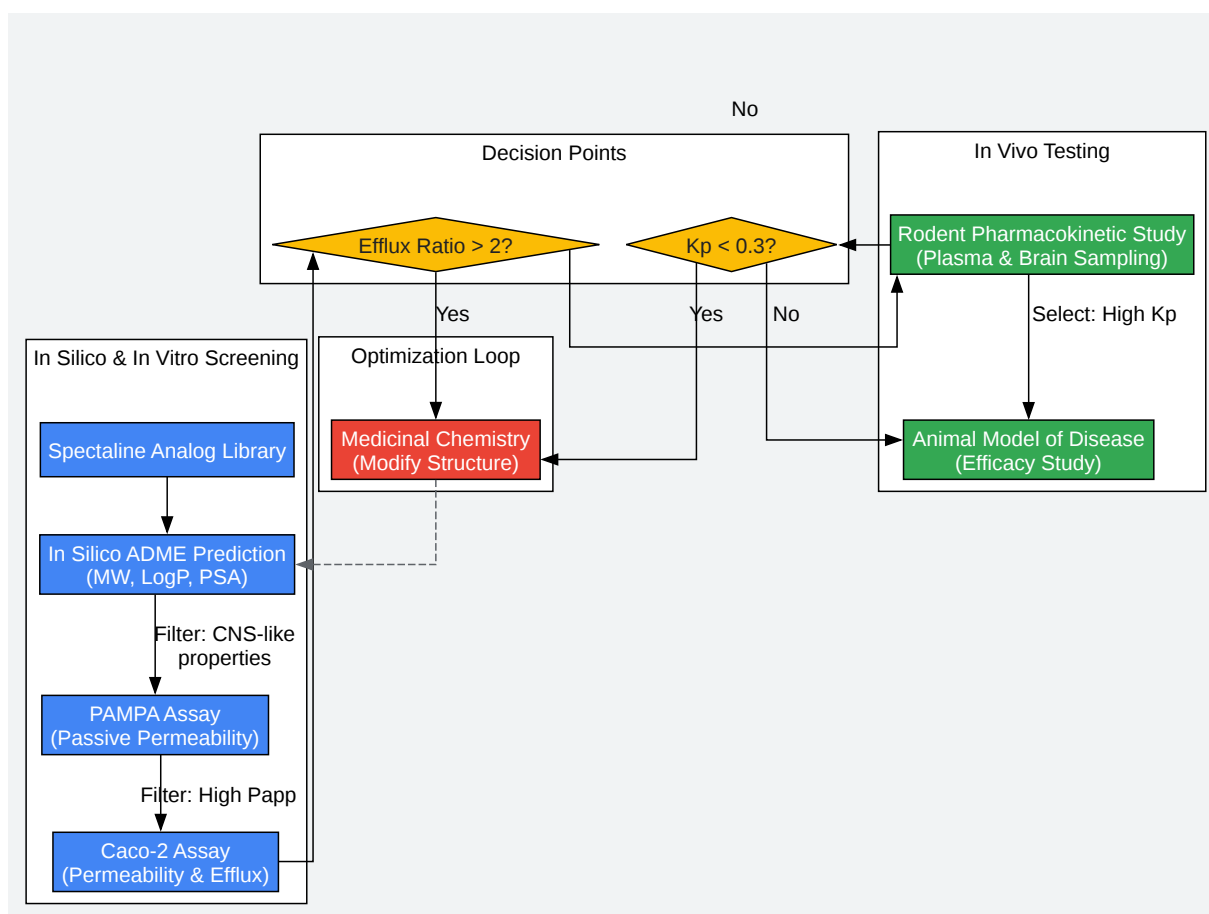 No
Decision Points
In Vivo Testing
Efflux Ratio > 2?
Kp < 0.3?
Rodent Pharmacokinetic Study
(Plasma & Brain Sampling)
Yes
Yes
No
Select: High Kp
In Silico & In Vitro Screening
Optimization Loop
Spectaline Analog Library
Medicinal Chemistry
(Modify Structure)
Animal Model of Disease
(Efficacy Study)
In Silico ADME Prediction
(MW, LogP, PSA)
Filter: CNS-like
properties
PAMPA Assay
(Passive Permeability)
Filter: High Papp
Caco-2 Assay
(Permeability & Efflux)